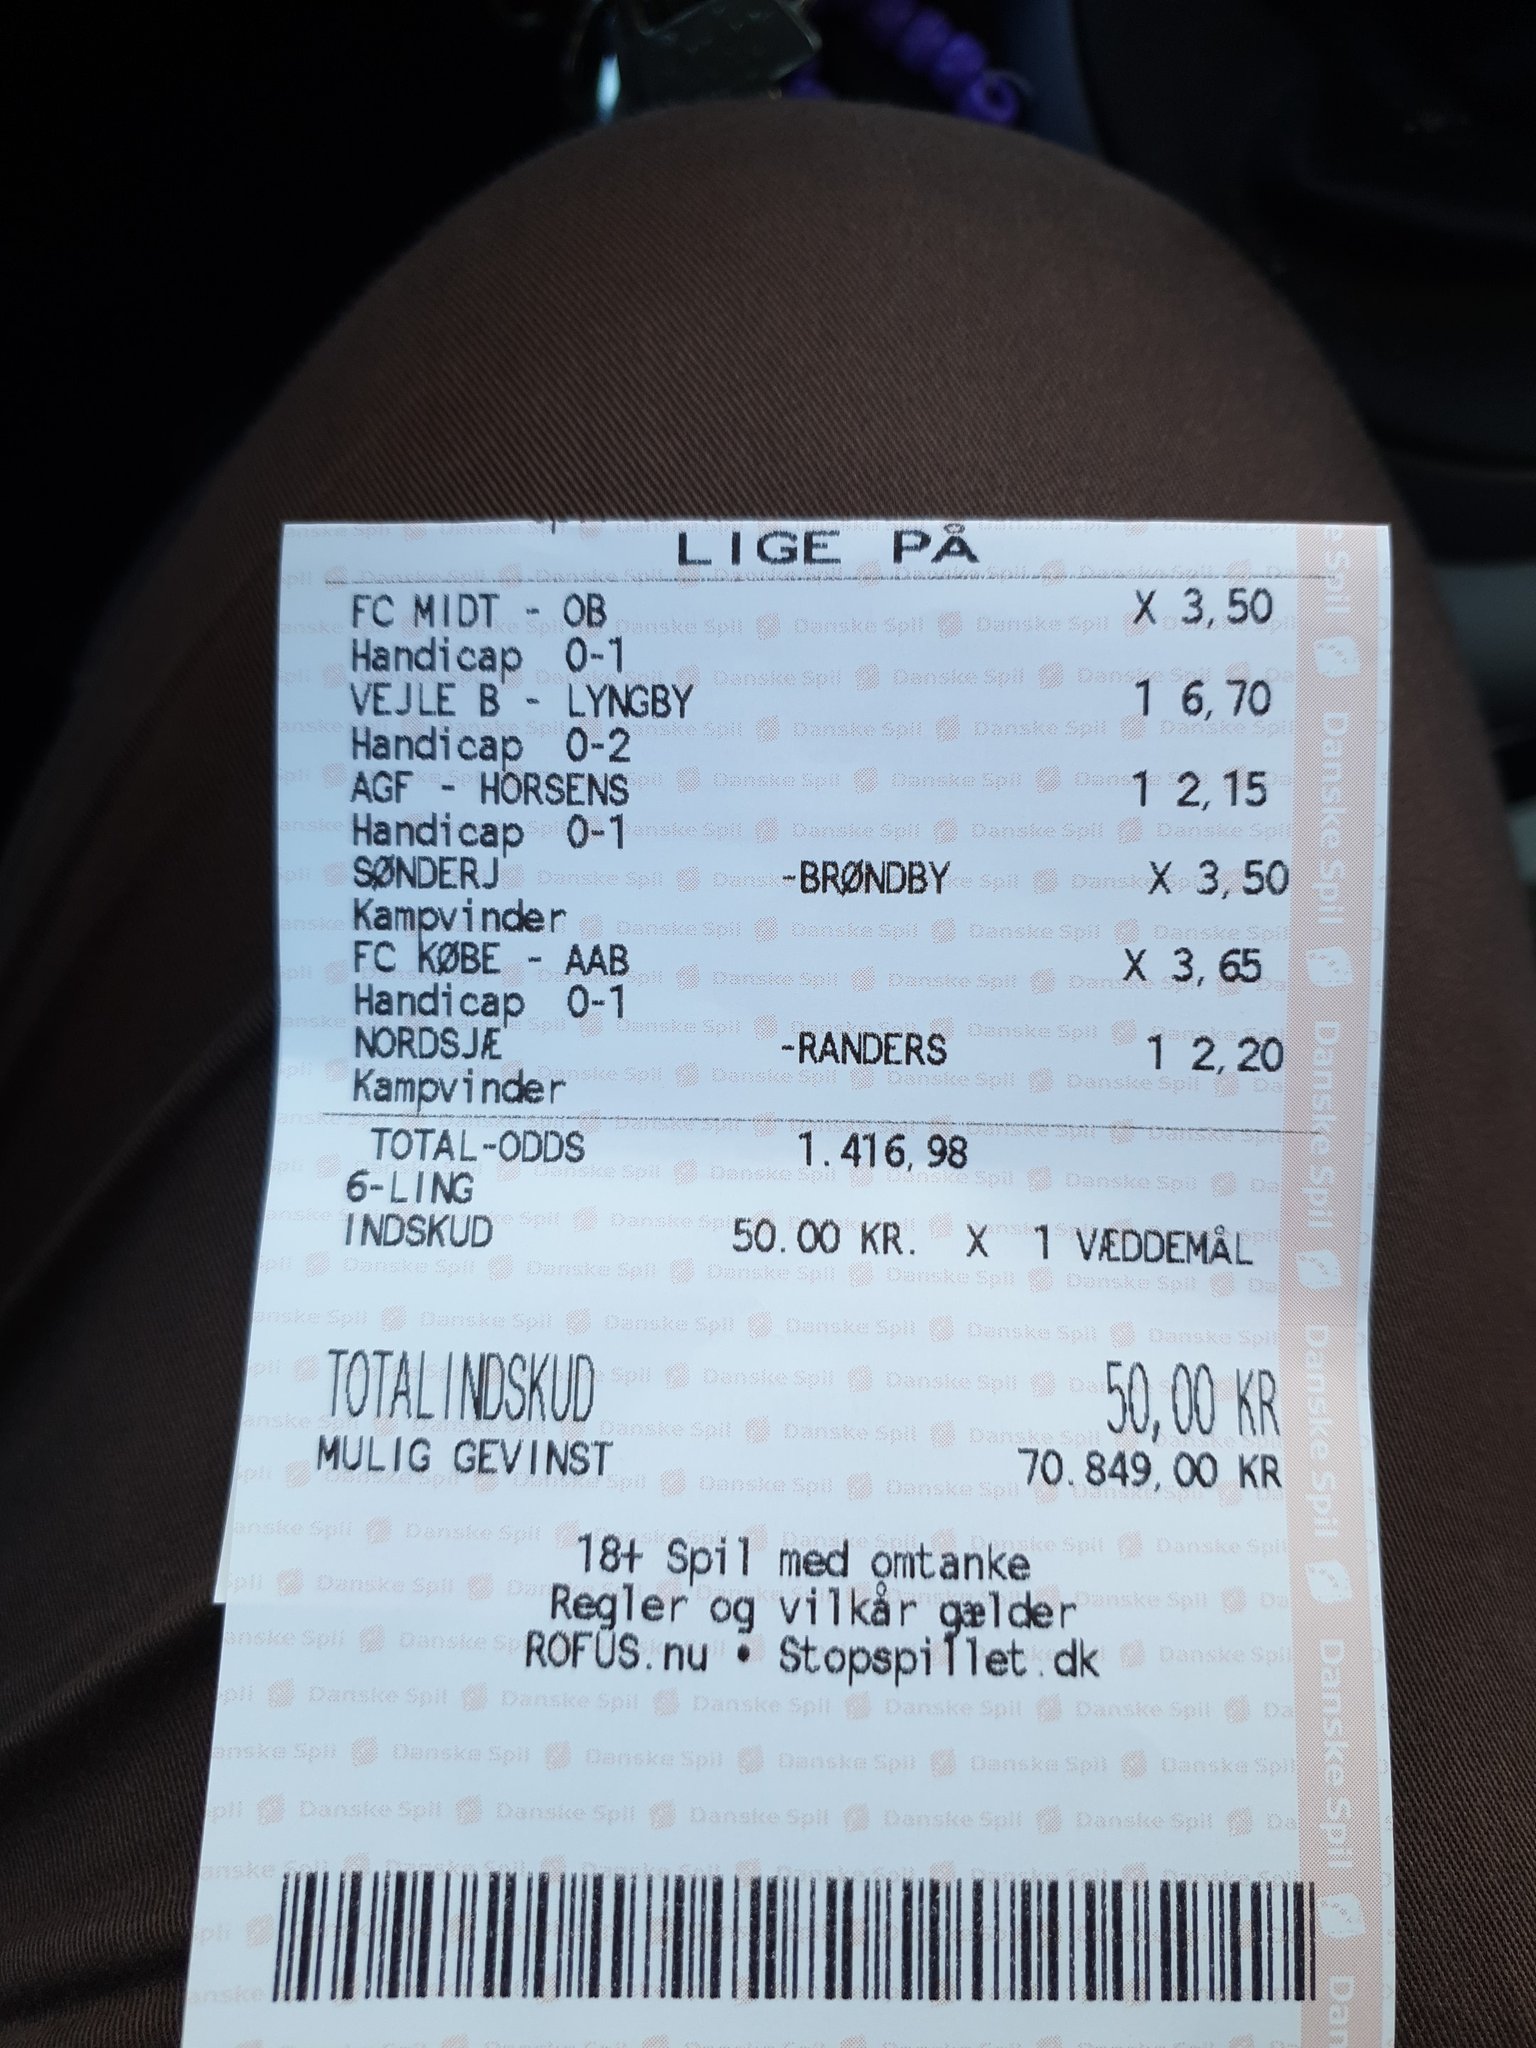 LIGE PÅ
FC MIDT - OB X 3,50
Handicap 0-1
VEJLE B - LYNGBY 1 6,70
Handicap 0-2
AGF - HORSENS 1 2,15
Handicap 0-1
SØNDERJ -BRØNDBY X 3,50
Kampvinder
FC KØBE - AAB X 3,65
Handicap 0-1
NORDSJÆ -RANDERS 1 2,20
Kampvinder
TOTAL-ODDS 1.416,98
6-LING
INDSKUD 50.00 KR. X 1 VÆDDEMÅL
TOTALINDSKUD 50,00 KR
MULIG GEVINST 70.849,00 KR
18+ Spil med omtanke
Regler og vilkår gælder
ROFUS.nu • Stopspillet.dk
Danske Spil